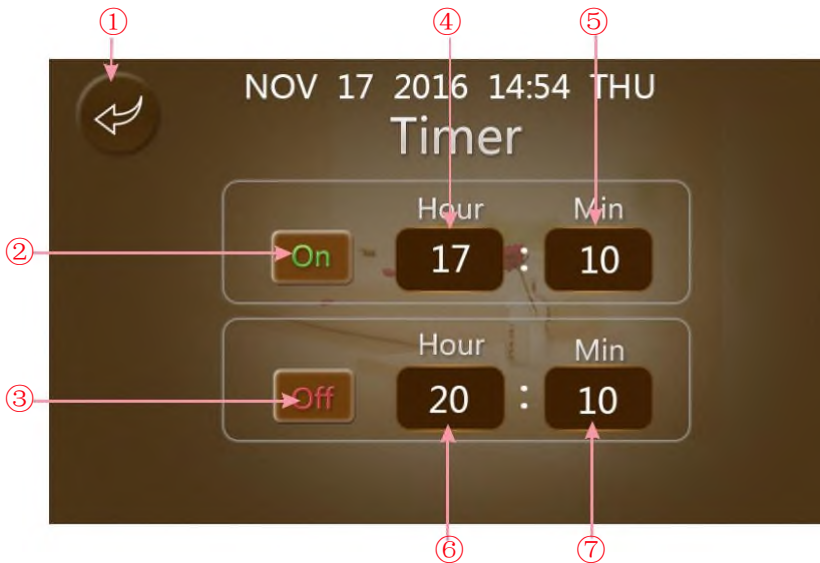 ① ④ ⑤
NOV 17 2016 14:54 THU
Timer
Hour Min
② On 17 : 10
Hour Min
③ Off 20 : 10
⑥ ⑦